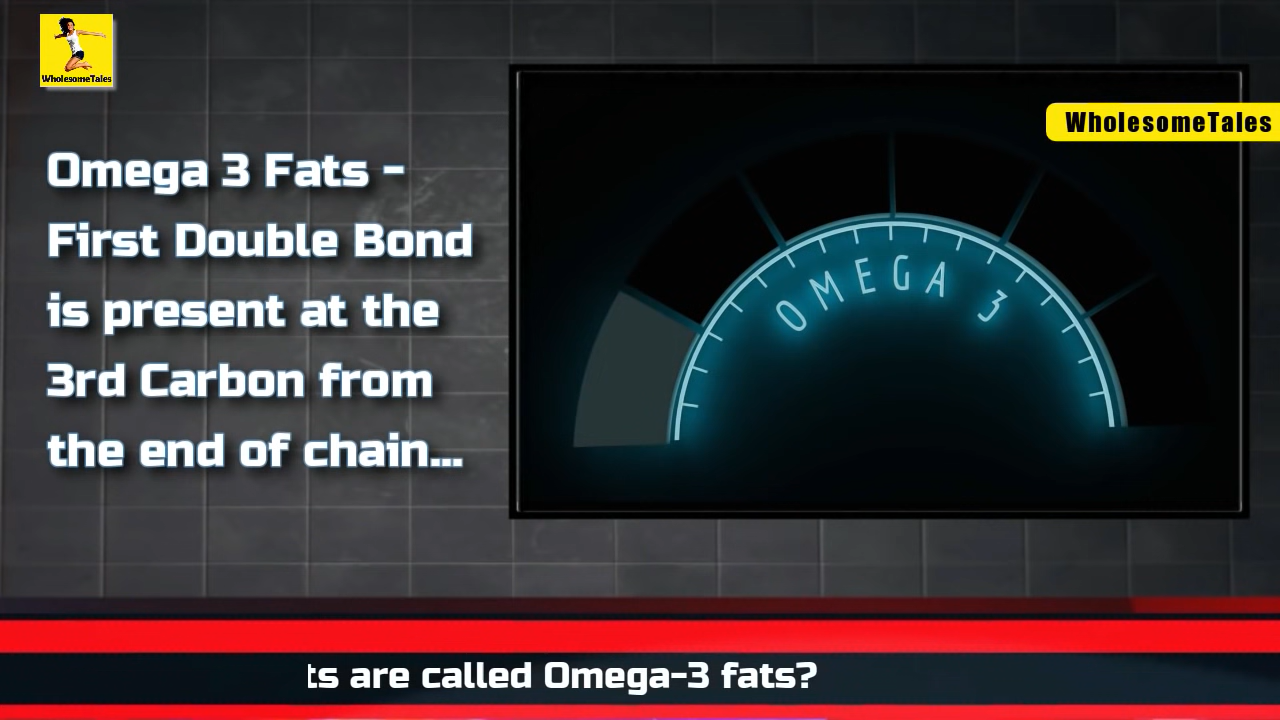 WholesomeTales
WholesomeTales
Omega 3 Fats -
First Double Bond
is present at the
3rd Carbon from
the end of chain...
OMEGA 3
are called Omega-3 fats?